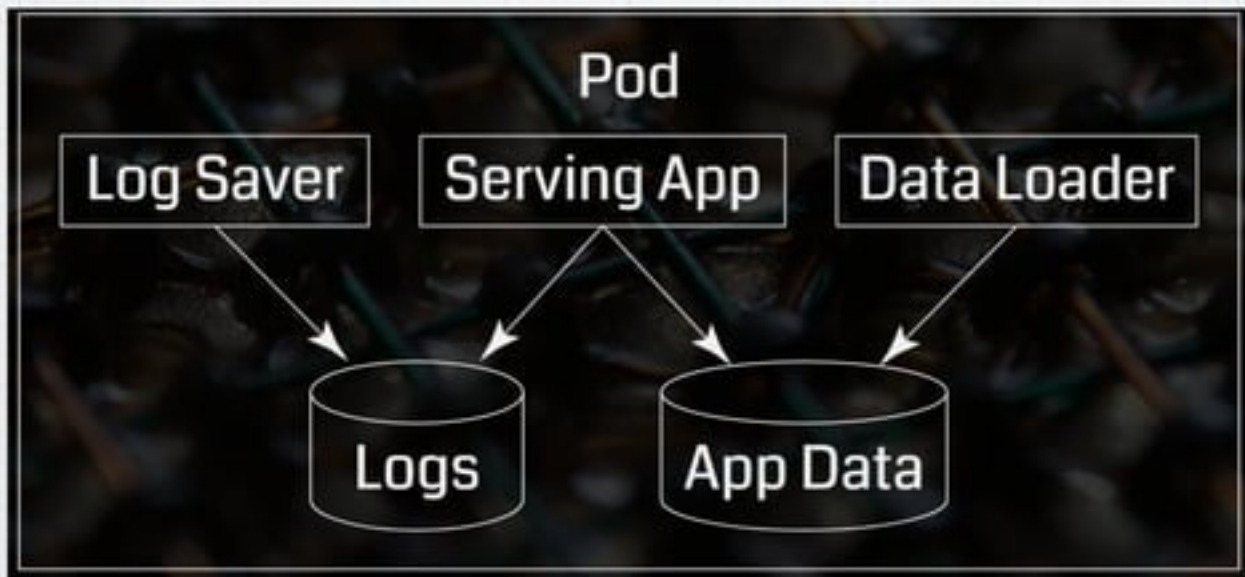 Pod
Log Saver
Serving App
Data Loader
Logs
App Data